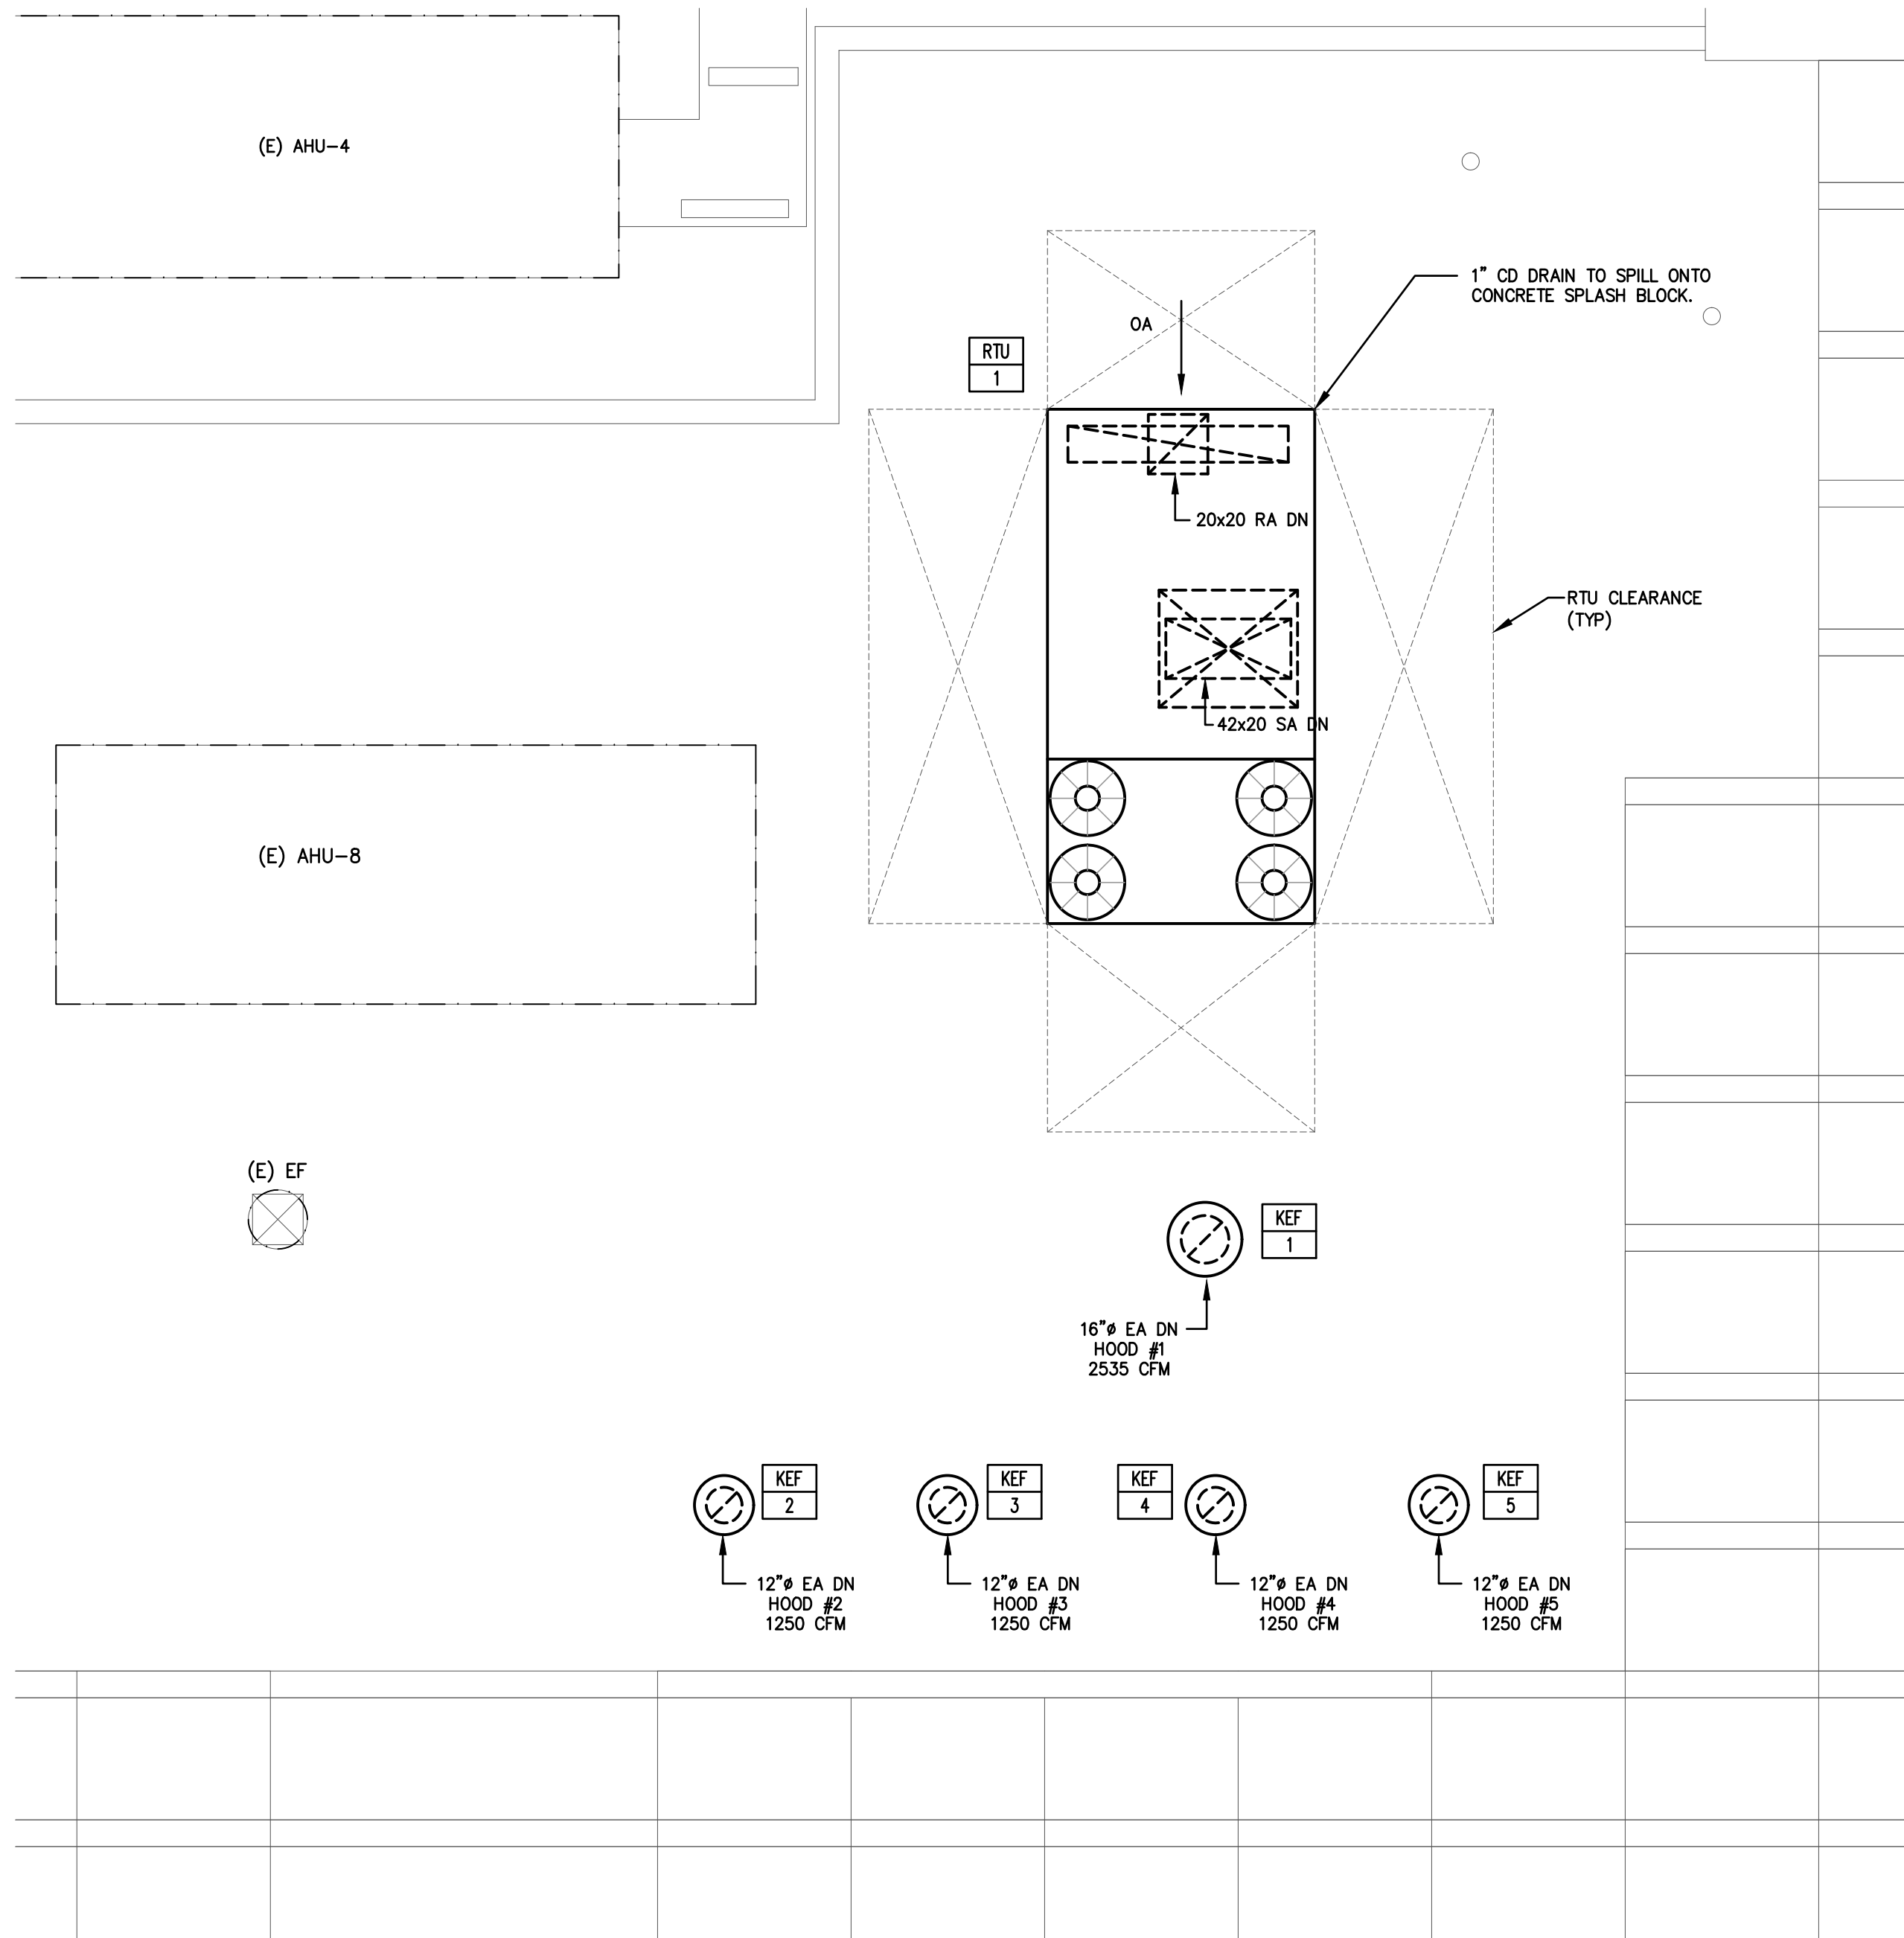 (E) AHU-4
1" CD DRAIN TO SPILL ONTO
CONCRETE SPLASH BLOCK.
OA
RTU
1
20x20 RA DN
RTU CLEARANCE
(TYP)
42x20 SA DN
(E) AHU-8
(E) EF
KEF
1
16"ø EA DN
HOOD #1
2535 CFM
KEF
2
KEF
3
KEF
4
KEF
5
12"ø EA DN
HOOD #2
1250 CFM
12"ø EA DN
HOOD #3
1250 CFM
12"ø EA DN
HOOD #4
1250 CFM
12"ø EA DN
HOOD #5
1250 CFM